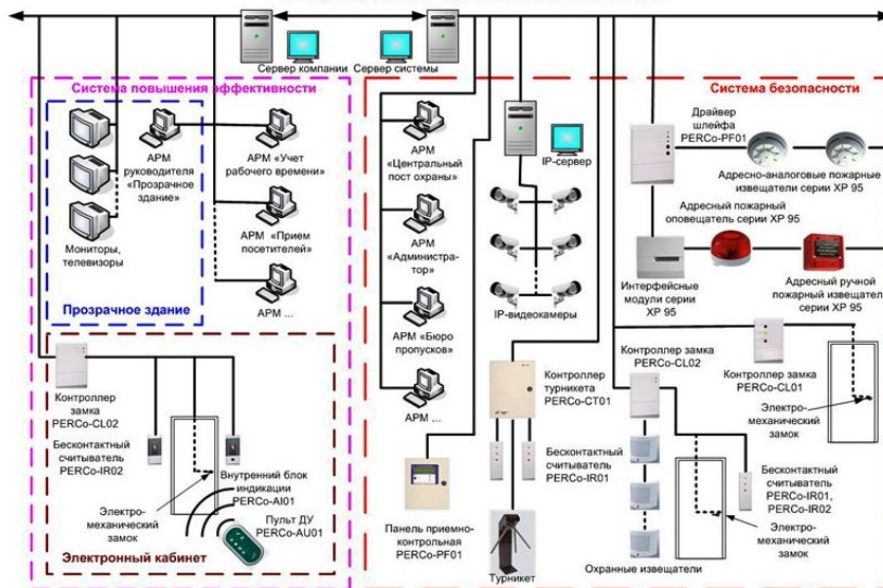 Сервер компании
Сервер системы
Система повышения эффективности
Мониторы,
телевизоры
АРМ
руководителя
«Прозрачное
здание»
АРМ «Учет
рабочего времени»
АРМ «Прием
посетителей»
АРМ ...
Прозрачное здание
Контроллер
замка
PERCo-CL02
Бесконтактный
считыватель
PERCo-IR02
Внутренний блок
индикации
PERCo-AI01
Электро-
механический
замок
Пульт ДУ
PERCo-AU01
Электронный кабинет
Система безопасности
АРМ
«Центральный
пост охраны»
АРМ
«Администра-
тор»
АРМ «Бюро
пропусков»
АРМ ...
IP-сервер
IP-видеокамеры
Драйвер
шлейфа
PERCo-PF01
Адресно-аналоговые пожарные
извещатели серии XP 95
Адресный пожарный
оповещатель серии XP 95
Интерфейсные
модули серии
XP 95
Адресный ручной
пожарный извещатель
серии XP 95
Контроллер
турникета
PERCo-CT01
Бесконтактный
считыватель
PERCo-IR01
Панель приемно-
контрольная
PERCo-PF01
Турникет
Контроллер замка
PERCo-CL02
Контроллер замка
PERCo-CL01
Электро-
механический
замок
Бесконтактный
считыватель
PERCo-IR01,
PERCo-IR02
Электро-
механический
замок
Охранные извещатели